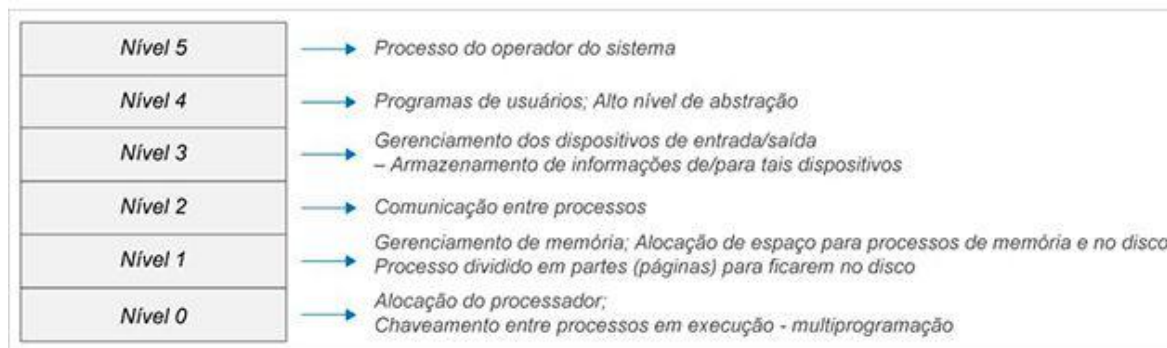 Nível 5
Processo do operador do sistema
Nível 4
Programas de usuários; Alto nível de abstração
Nível 3
Gerenciamento dos dispositivos de entrada/saída
– Armazenamento de informações de/para tais dispositivos
Nível 2
Comunicação entre processos
Nível 1
Gerenciamento de memória; Alocação de espaço para processos de memória e no disco
Processo dividido em partes (páginas) para ficarem no disco
Nível 0
Alocação do processador;
Chaveamento entre processos em execução - multiprogramação